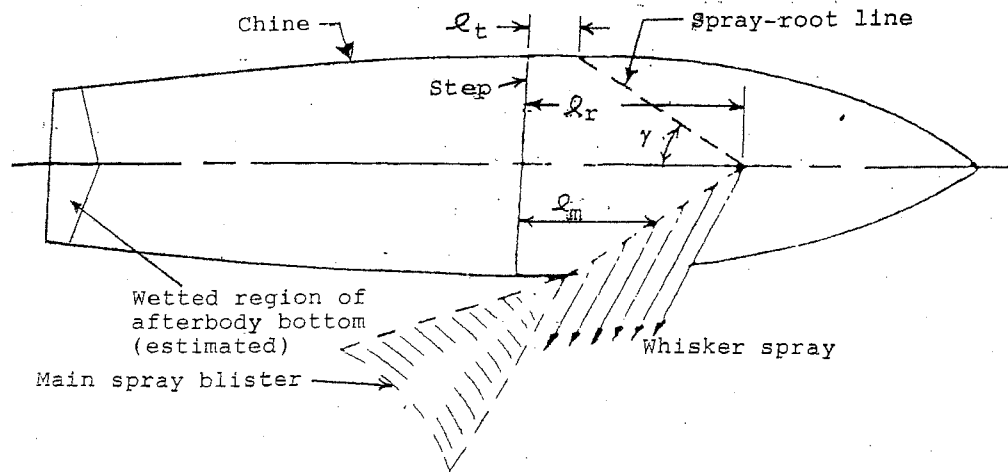 Chine
ℓt
Spray-root line
Step
ℓr
γ
ℓm
Wetted region of
afterbody bottom
(estimated)
Whisker spray
Main spray blister